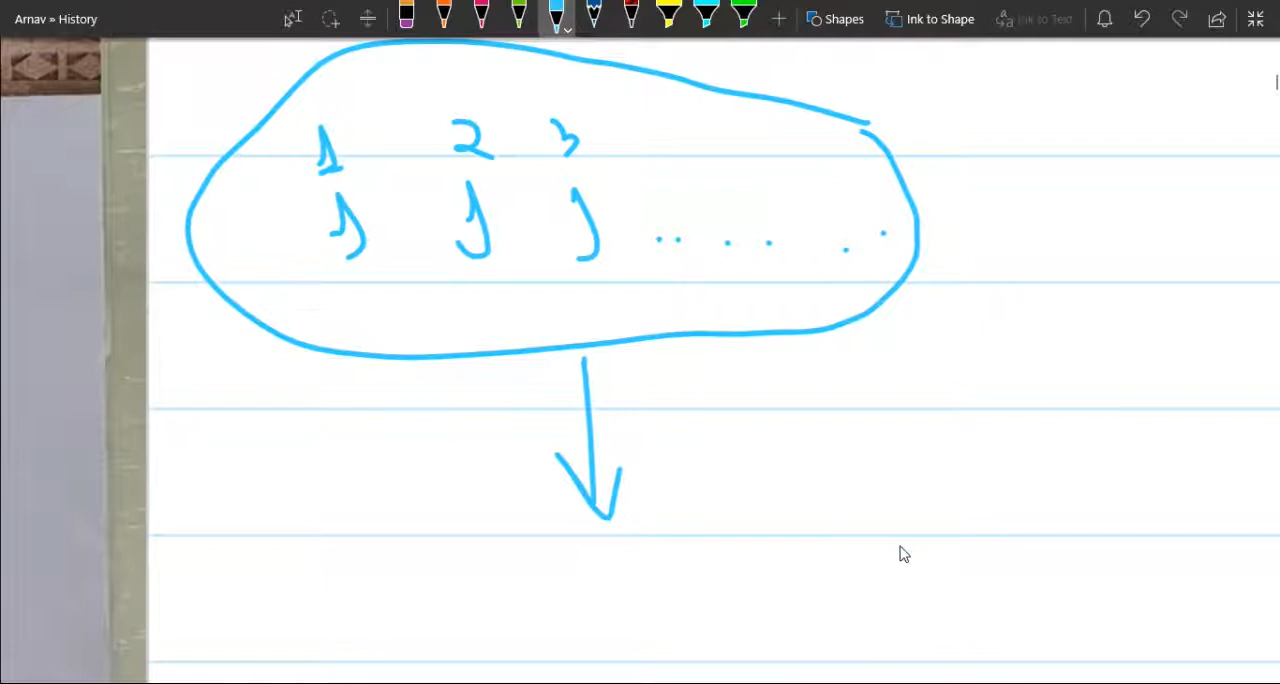 Arnav » History
Shapes
Ink to Shape
Ink to Text
1 2 3
J J J .. . . . .